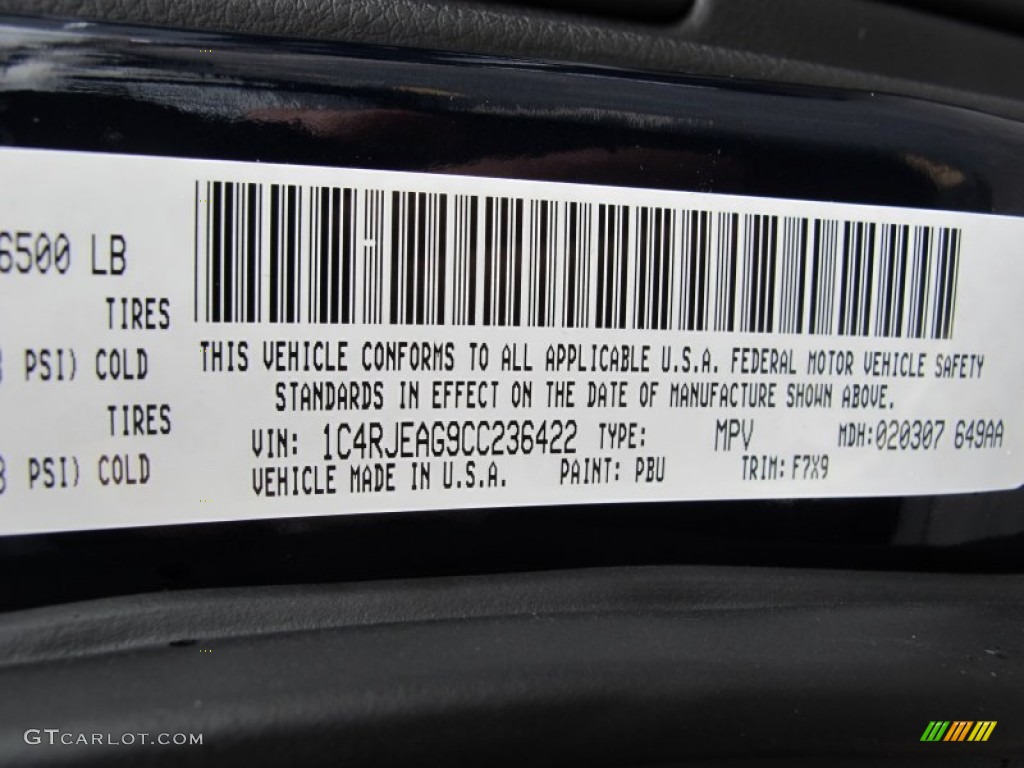 6500 LB
TIRES
PSI) COLD
TIRES
PSI) COLD
THIS VEHICLE CONFORMS TO ALL APPLICABLE U.S.A. FEDERAL MOTOR VEHICLE SAFETY
STANDARDS IN EFFECT ON THE DATE OF MANUFACTURE SHOWN ABOVE.
VIN: 1C4RJEAG9CC236422 TYPE: MPV MDH:020307 649AA
VEHICLE MADE IN U.S.A. PAINT: PBU TRIM: F7X9
GTCARLOT.COM